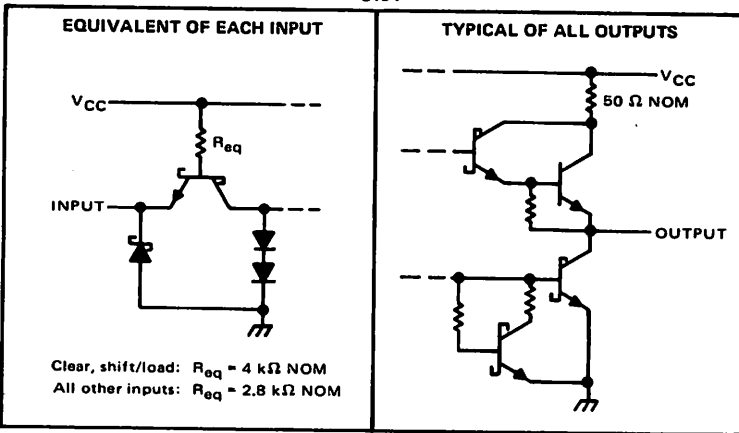 EQUIVALENT OF EACH INPUT
VCC
Req
INPUT
Clear, shift/load: Req = 4 kΩ NOM
All other inputs: Req = 2.8 kΩ NOM
TYPICAL OF ALL OUTPUTS
VCC
50 Ω NOM
OUTPUT